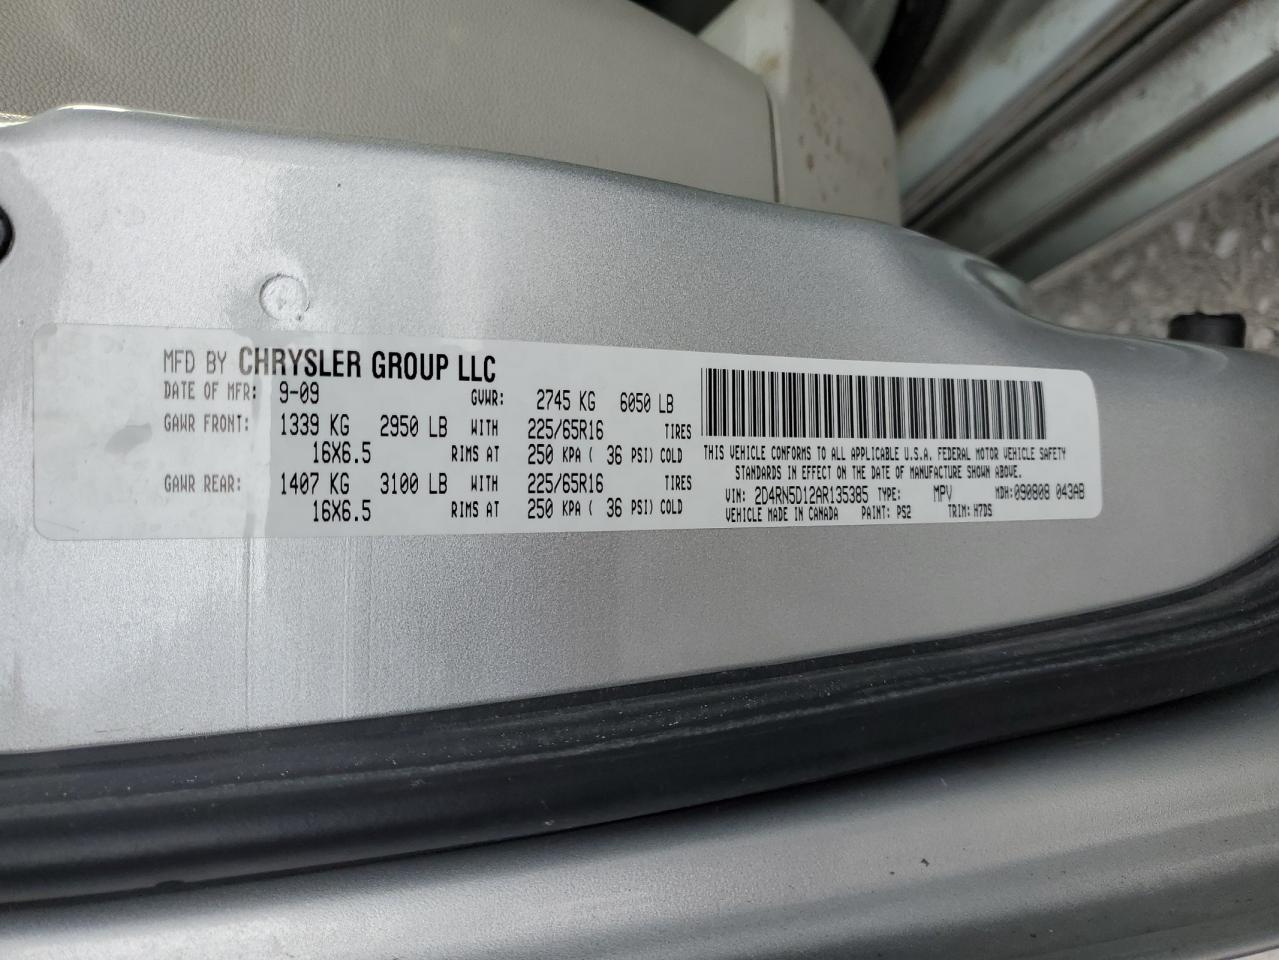 MFD BY CHRYSLER GROUP LLC
DATE OF MFR: 9-09 GVWR: 2745 KG 6050 LB
GAWR FRONT: 1339 KG 2950 LB WITH 225/65R16 TIRES
16X6.5 RIMS AT 250 KPA ( 36 PSI) COLD
GAWR REAR: 1407 KG 3100 LB WITH 225/65R16 TIRES
16X6.5 RIMS AT 250 KPA ( 36 PSI) COLD
THIS VEHICLE CONFORMS TO ALL APPLICABLE U.S.A. FEDERAL MOTOR VEHICLE SAFETY
STANDARDS IN EFFECT ON THE DATE OF MANUFACTURE SHOWN ABOVE.
VIN: 2D4RN5D12AR135385 TYPE: MPV MDH: 090808 043AB
VEHICLE MADE IN CANADA PAINT: PS2 TRIM: H7DS